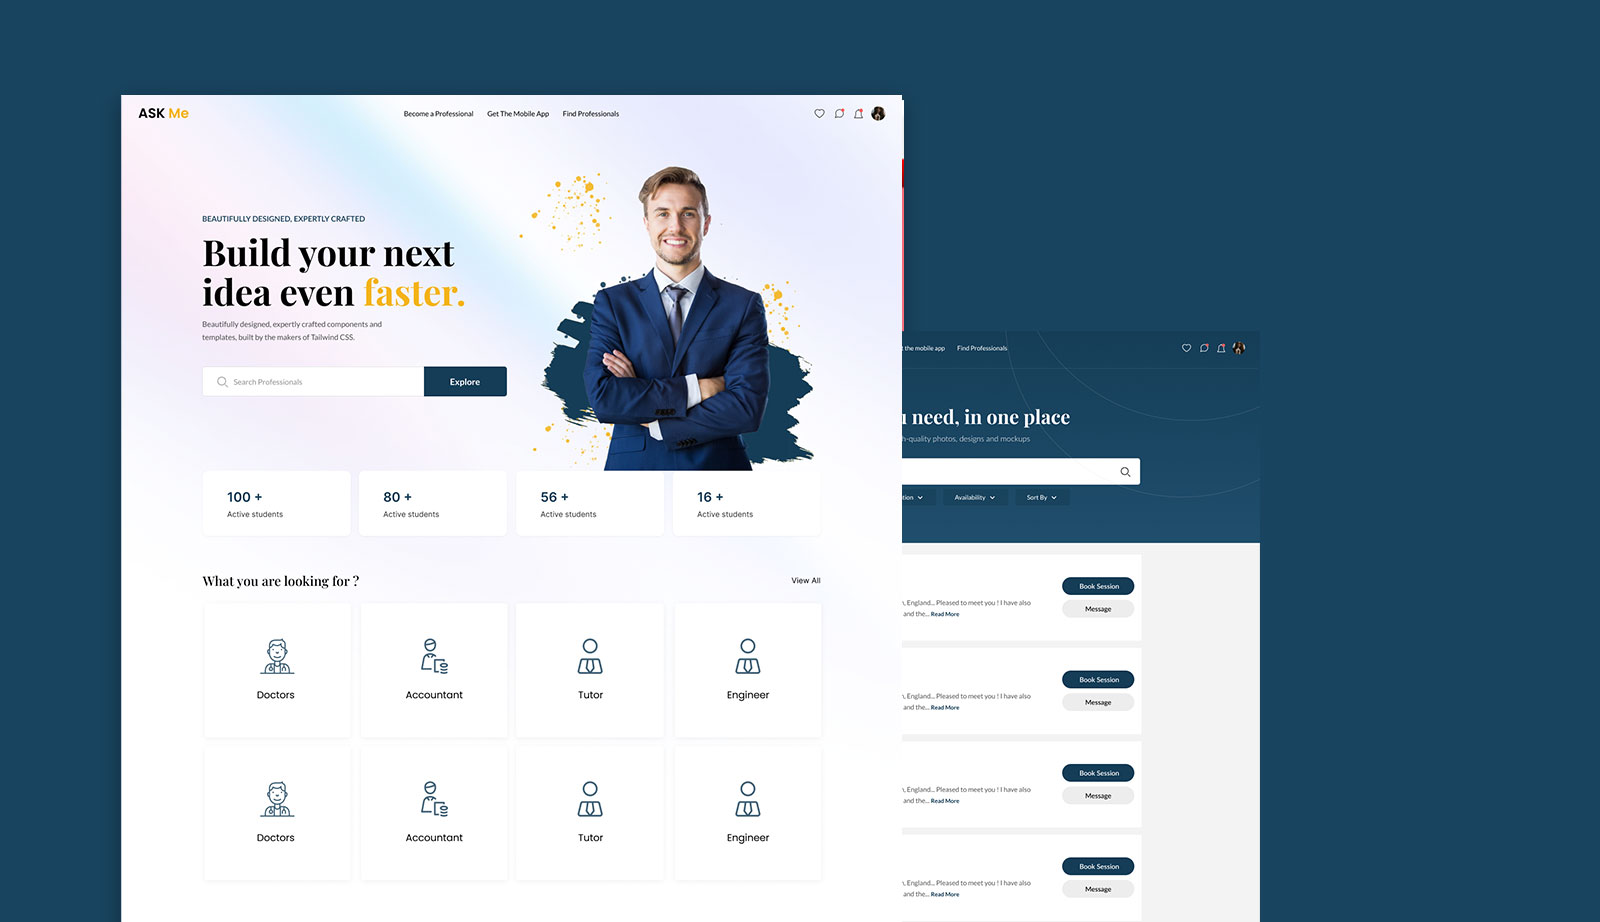 ASK Me
Become a Professional Get The Mobile App Find Professionals
BEAUTIFULLY DESIGNED, EXPERTLY CRAFTED
Build your next
idea even faster.
Beautifully designed, expertly crafted components and
templates, built by the makers of Tailwind CSS.
Search Professionals Explore
100 + 80 + 56 + 16 +
Active students Active students Active students Active students
What you are looking for ? View All
Doctors Accountant Tutor Engineer
Doctors Accountant Tutor Engineer
the mobile app Find Professionals
need, in one place
photos, designs and mockups
Availability Sort By
England... Pleased to meet you ! I have also
and the... Read More
Book Session
Message
England... Pleased to meet you ! I have also
and the... Read More
Book Session
Message
England... Pleased to meet you ! I have also
and the... Read More
Book Session
Message
England... Pleased to meet you ! I have also
and the... Read More
Book Session
Message